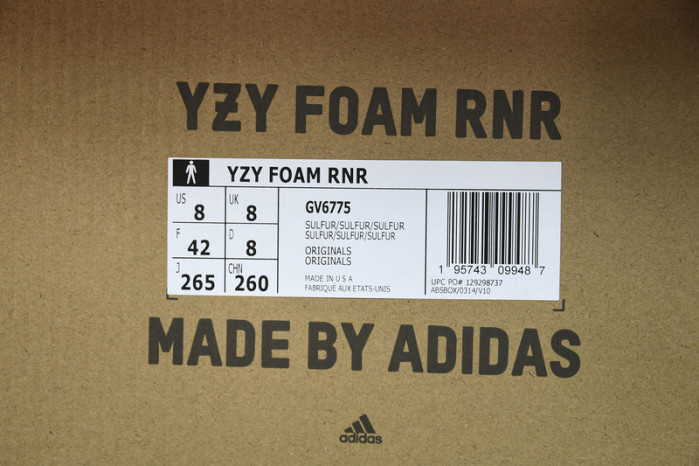 YZY FOAM RNR
YZY FOAM RNR
US 8
UK 8
F 42
D 8
J 265
CHN 260
GV6775
SULFUR/SULFUR/SULFUR
SULFUR/SULFUR/SULFUR
ORIGINALS
ORIGINALS
MADE IN U S A
FABRIQUE AUX ETATS-UNIS
1 95743 09948 7
UPC PO# 129298737
ABSBOX/0314/V10
MADE BY ADIDAS
adidas